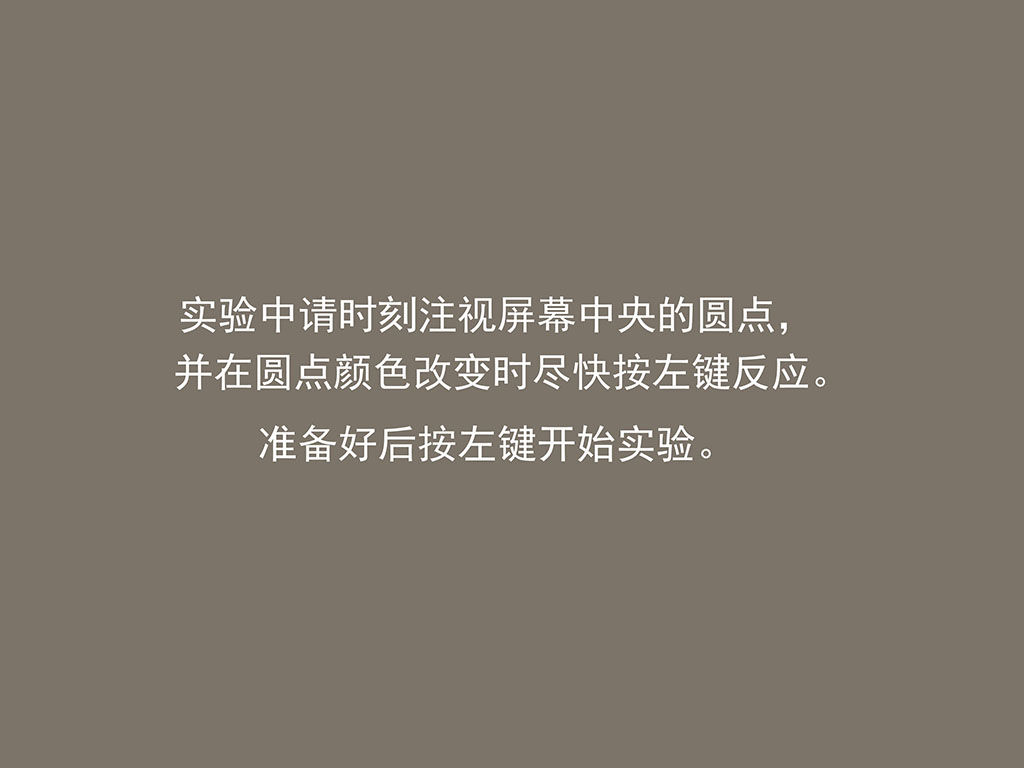 实验中请时刻注视屏幕中央的圆点，
并在圆点颜色改变时尽快按左键反应。
准备好后按左键开始实验。